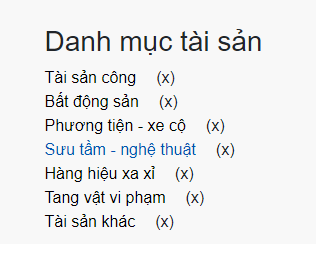 Danh mục tài sản
Tài sản công (x)
Bất động sản (x)
Phương tiện - xe cộ (x)
Sưu tầm - nghệ thuật (x)
Hàng hiệu xa xỉ (x)
Tang vật vi phạm (x)
Tài sản khác (x)